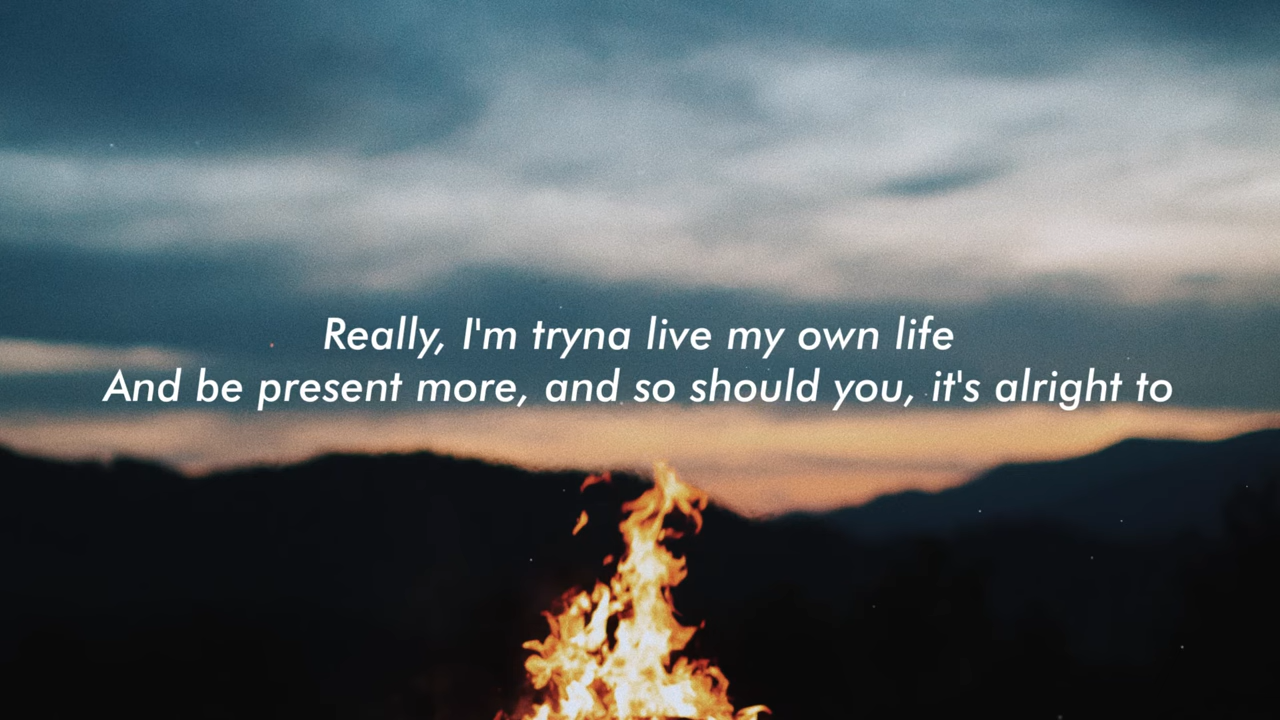 Really, I'm tryna live my own life
And be present more, and so should you, it's alright to